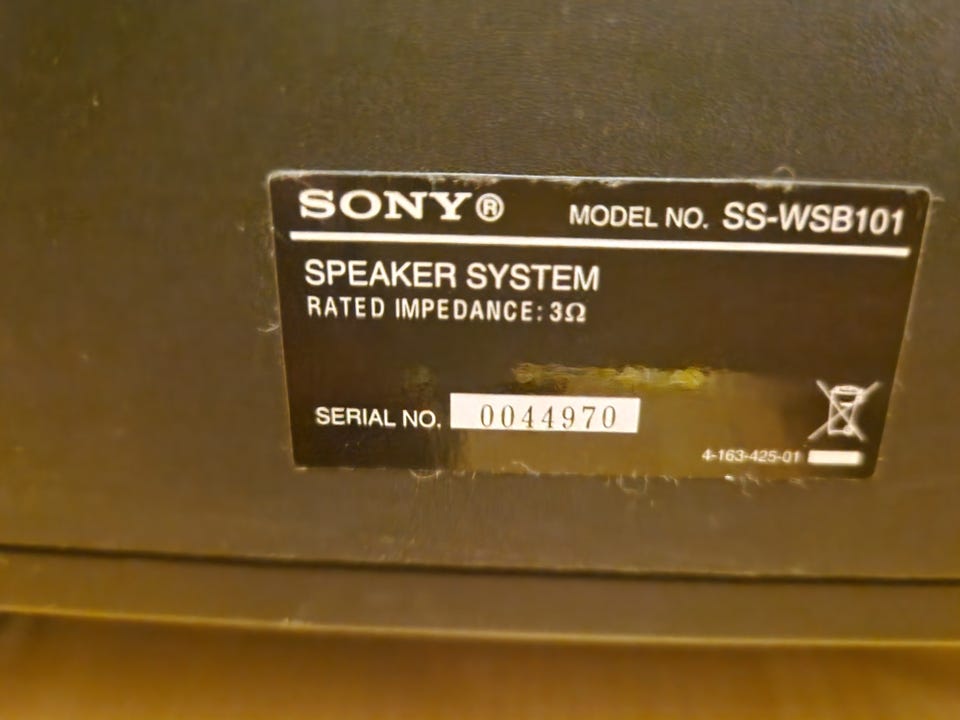 SONY® MODEL NO. SS-WSB101
SPEAKER SYSTEM
RATED IMPEDANCE: 3Ω
SERIAL NO. 0044970
4-163-425-01